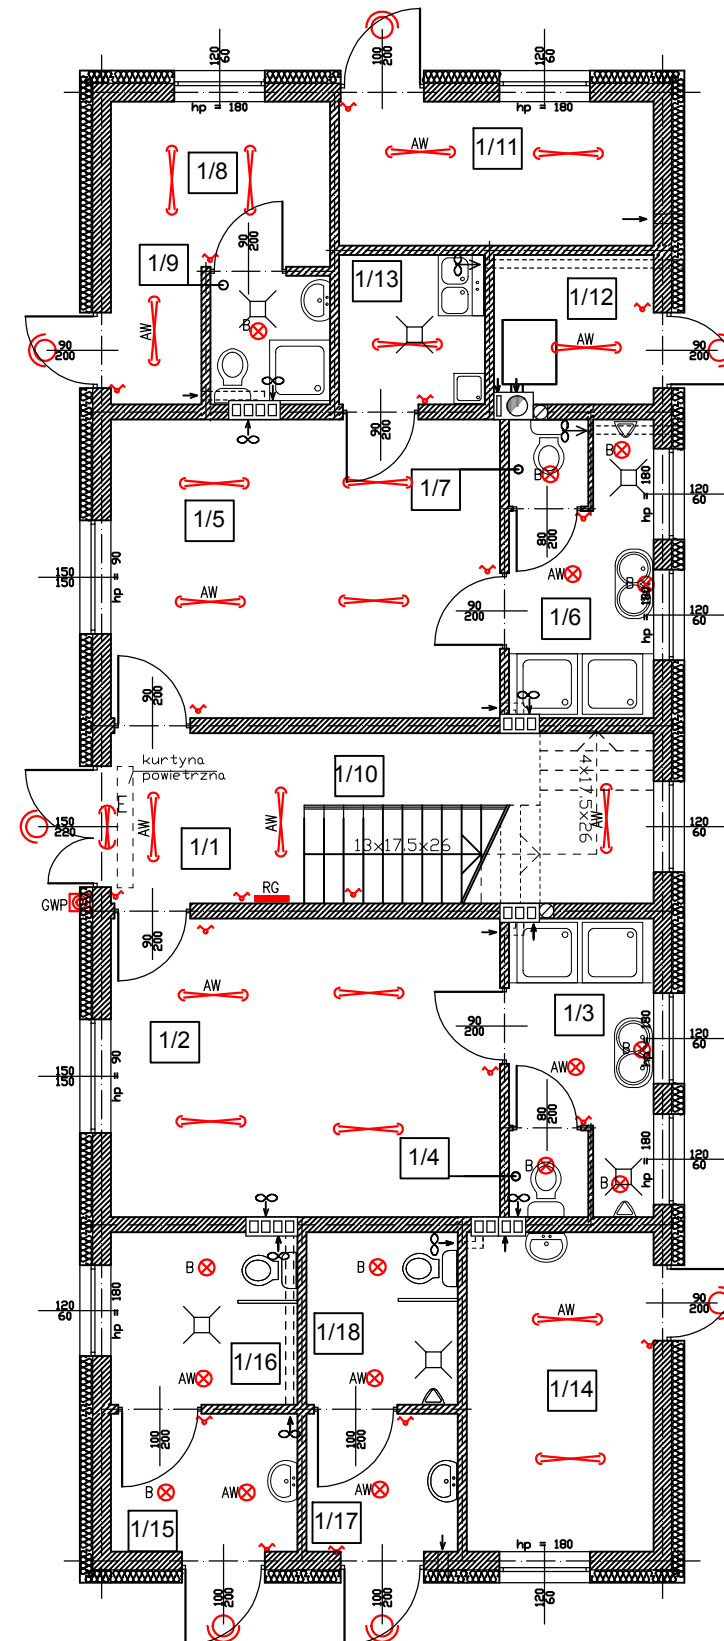 120
60
100
200
hp = 180
hp = 180
120
60
1/8
AW
1/11
90
200
1/9
1/13
1/12
AW
90
200
B
AW
90
200
90
200
1/7
B
B
hp = 180
120
60
1/5
80
200
AW
B
hp = 180
120
60
150
150
hp = 90
AW
90
200
1/6
90
200
kurtyna
powietrzna
1/10
4x17.5x26
E
150
220
AW
AW
13x17.5x26
AW
120
60
1/1
RG
GWP
90
200
AW
1/2
90
200
1/3
hp = 180
120
60
B
AW
150
150
hp = 90
80
200
1/4
B
B
hp = 180
120
60
B
B
90
200
120
60
hp = 180
AW
1/18
1/16
AW
AW
1/14
100
200
100
200
B
AW
AW
1/15
1/17
hp = 180
100
200
100
200
120
60